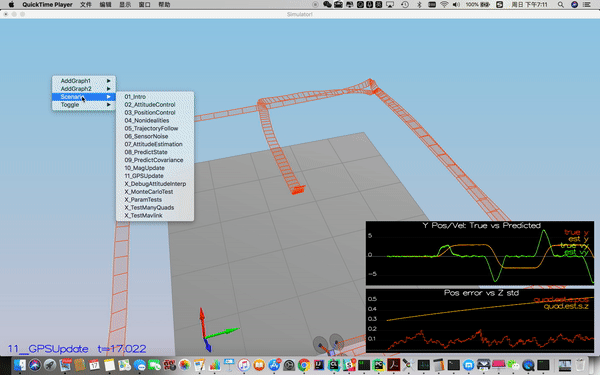 QuickTime Player 文件 编辑 显示 窗口 帮助
100%
周日 下午7:11
Simulator!
AddGraph1
AddGraph2
Scenario
Toggle
01_Intro
02_AttitudeControl
03_PositionControl
04_Nonidealities
05_TrajectoryFollow
06_SensorNoise
07_AttitudeEstimation
08_PredictState
09_PredictCovariance
10_MagUpdate
11_GPSUpdate
X_DebugAttitudeInterp
X_MonteCarloTest
X_ParamTests
X_TestManyQuads
X_TestMavlink
Y Pos/Vel: True vs Predicted
true y
est y
true vy
est vy
5
0
-5
Pos error vs Z std
quad.est.e.pos
quad.est.s.z
0.5
0.4
0.3
0.2
0.1
11_GPSUpdate t=17.022